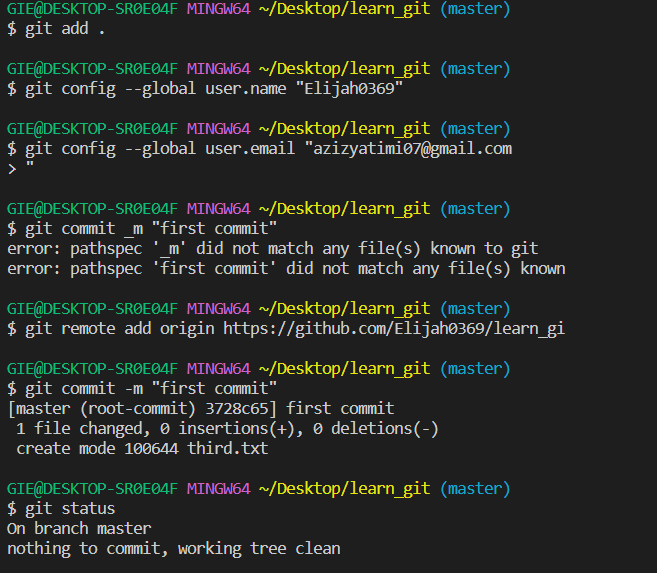 GIE@DESKTOP-SR0E04F MINGW64 ~/Desktop/learn_git (master)
$ git add .
GIE@DESKTOP-SR0E04F MINGW64 ~/Desktop/learn_git (master)
$ git config --global user.name "Elijah0369"
GIE@DESKTOP-SR0E04F MINGW64 ~/Desktop/learn_git (master)
$ git config --global user.email "azizyatimi07@gmail.com
> "
GIE@DESKTOP-SR0E04F MINGW64 ~/Desktop/learn_git (master)
$ git commit _m "first commit"
error: pathspec '_m' did not match any file(s) known to git
error: pathspec 'first commit' did not match any file(s) known
GIE@DESKTOP-SR0E04F MINGW64 ~/Desktop/learn_git (master)
$ git remote add origin https://github.com/Elijah0369/learn_gi
GIE@DESKTOP-SR0E04F MINGW64 ~/Desktop/learn_git (master)
$ git commit -m "first commit"
[master (root-commit) 3728c65] first commit
 1 file changed, 0 insertions(+), 0 deletions(-)
 create mode 100644 third.txt
GIE@DESKTOP-SR0E04F MINGW64 ~/Desktop/learn_git (master)
$ git status
On branch master
nothing to commit, working tree clean